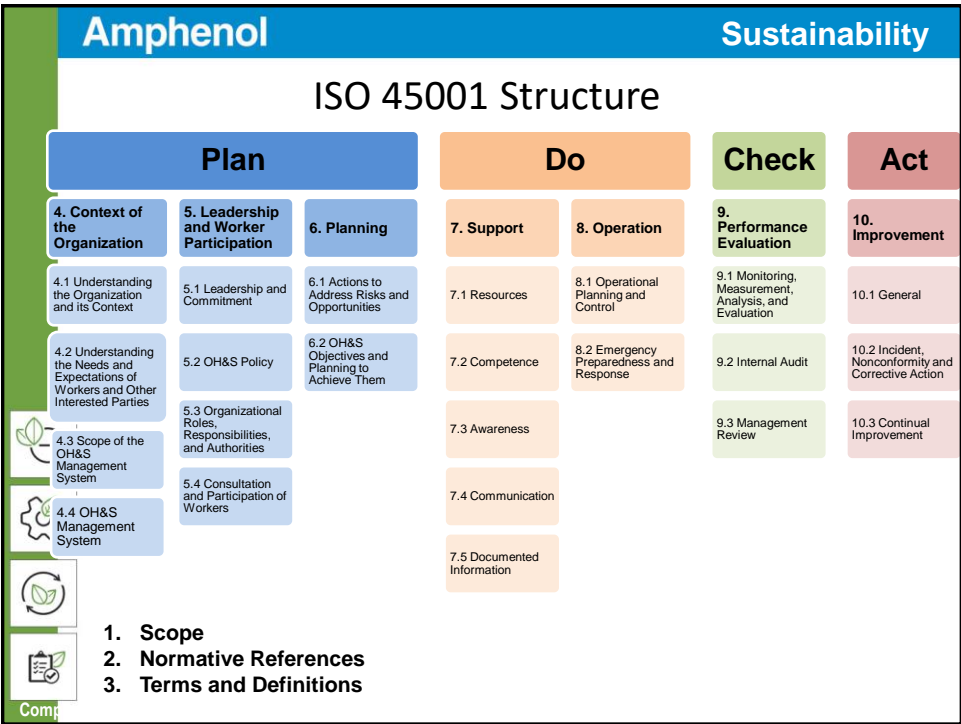 Amphenol
Sustainability
ISO 45001 Structure
Plan
Do
Check
Act
4. Context of
the
Organization
5. Leadership
and Worker
Participation
6. Planning
7. Support
8. Operation
9.
Performance
Evaluation
10.
Improvement
4.1 Understanding
the Organization
and its Context
4.2 Understanding
the Needs and
Expectations of
Workers and Other
Interested Parties
4.3 Scope of the
OH&S
Management
System
4.4 OH&S
Management
System
5.1 Leadership and
Commitment
5.2 OH&S Policy
5.3 Organizational
Roles,
Responsibilities,
and Authorities
5.4 Consultation
and Participation of
Workers
6.1 Actions to
Address Risks and
Opportunities
6.2 OH&S
Objectives and
Planning to
Achieve Them
7.1 Resources
7.2 Competence
7.3 Awareness
7.4 Communication
7.5 Documented
Information
8.1 Operational
Planning and
Control
8.2 Emergency
Preparedness and
Response
9.1 Monitoring,
Measurement,
Analysis, and
Evaluation
9.2 Internal Audit
9.3 Management
Review
10.1 General
10.2 Incident,
Nonconformity and
Corrective Action
10.3 Continual
Improvement
1. Scope
2. Normative References
3. Terms and Definitions